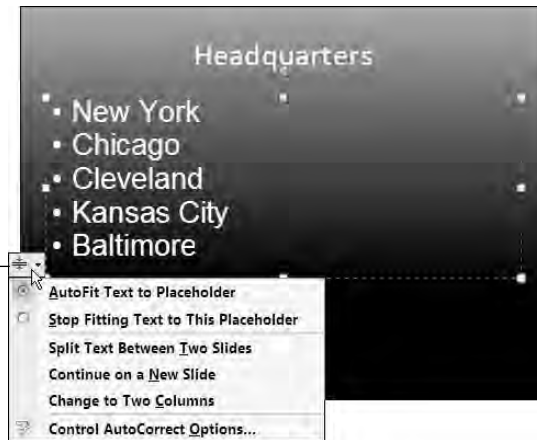 Headquarters
• New York
• Chicago
• Cleveland
• Kansas City
• Baltimore
AutoFit Text to Placeholder
Stop Fitting Text to This Placeholder
Split Text Between Two Slides
Continue on a New Slide
Change to Two Columns
Control AutoCorrect Options...